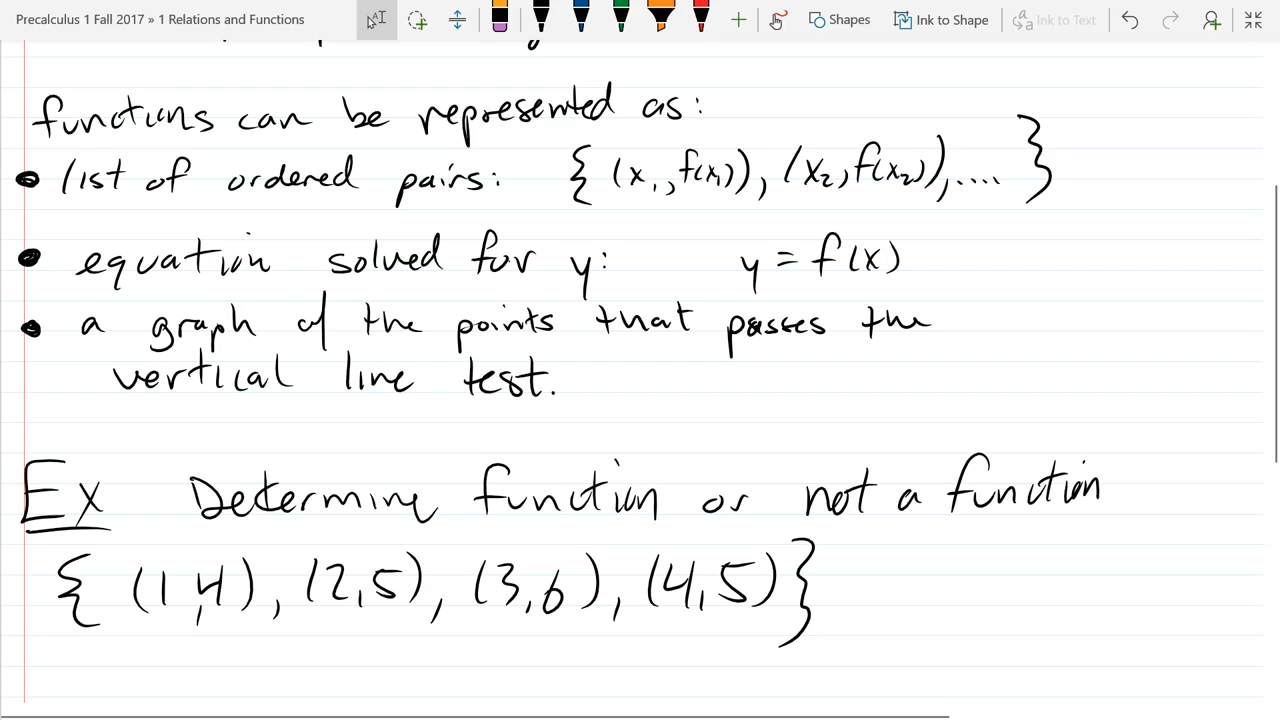 Precalculus 1 Fall 2017 » 1 Relations and Functions
Shapes
Ink to Shape
Ink to Text
functions can be represented as:
• list of ordered pairs: { (x₁, f(x₁)), (x₂, f(x₂)), .... }
• equation solved for y: y = f(x)
• a graph of the points that passes the
vertical line test.
Ex Determine function or not a function
{ (1,4), (2,5), (3,6), (4,5) }